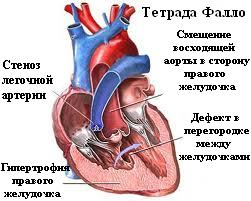 Тетрада Фалло
Смещение
восходящей
аорты в сторону
правого
желудочка
Стеноз
легочной
артерии
Дефект в
перегородке
между
желудочками
Гипертрофия
правого
желудочка